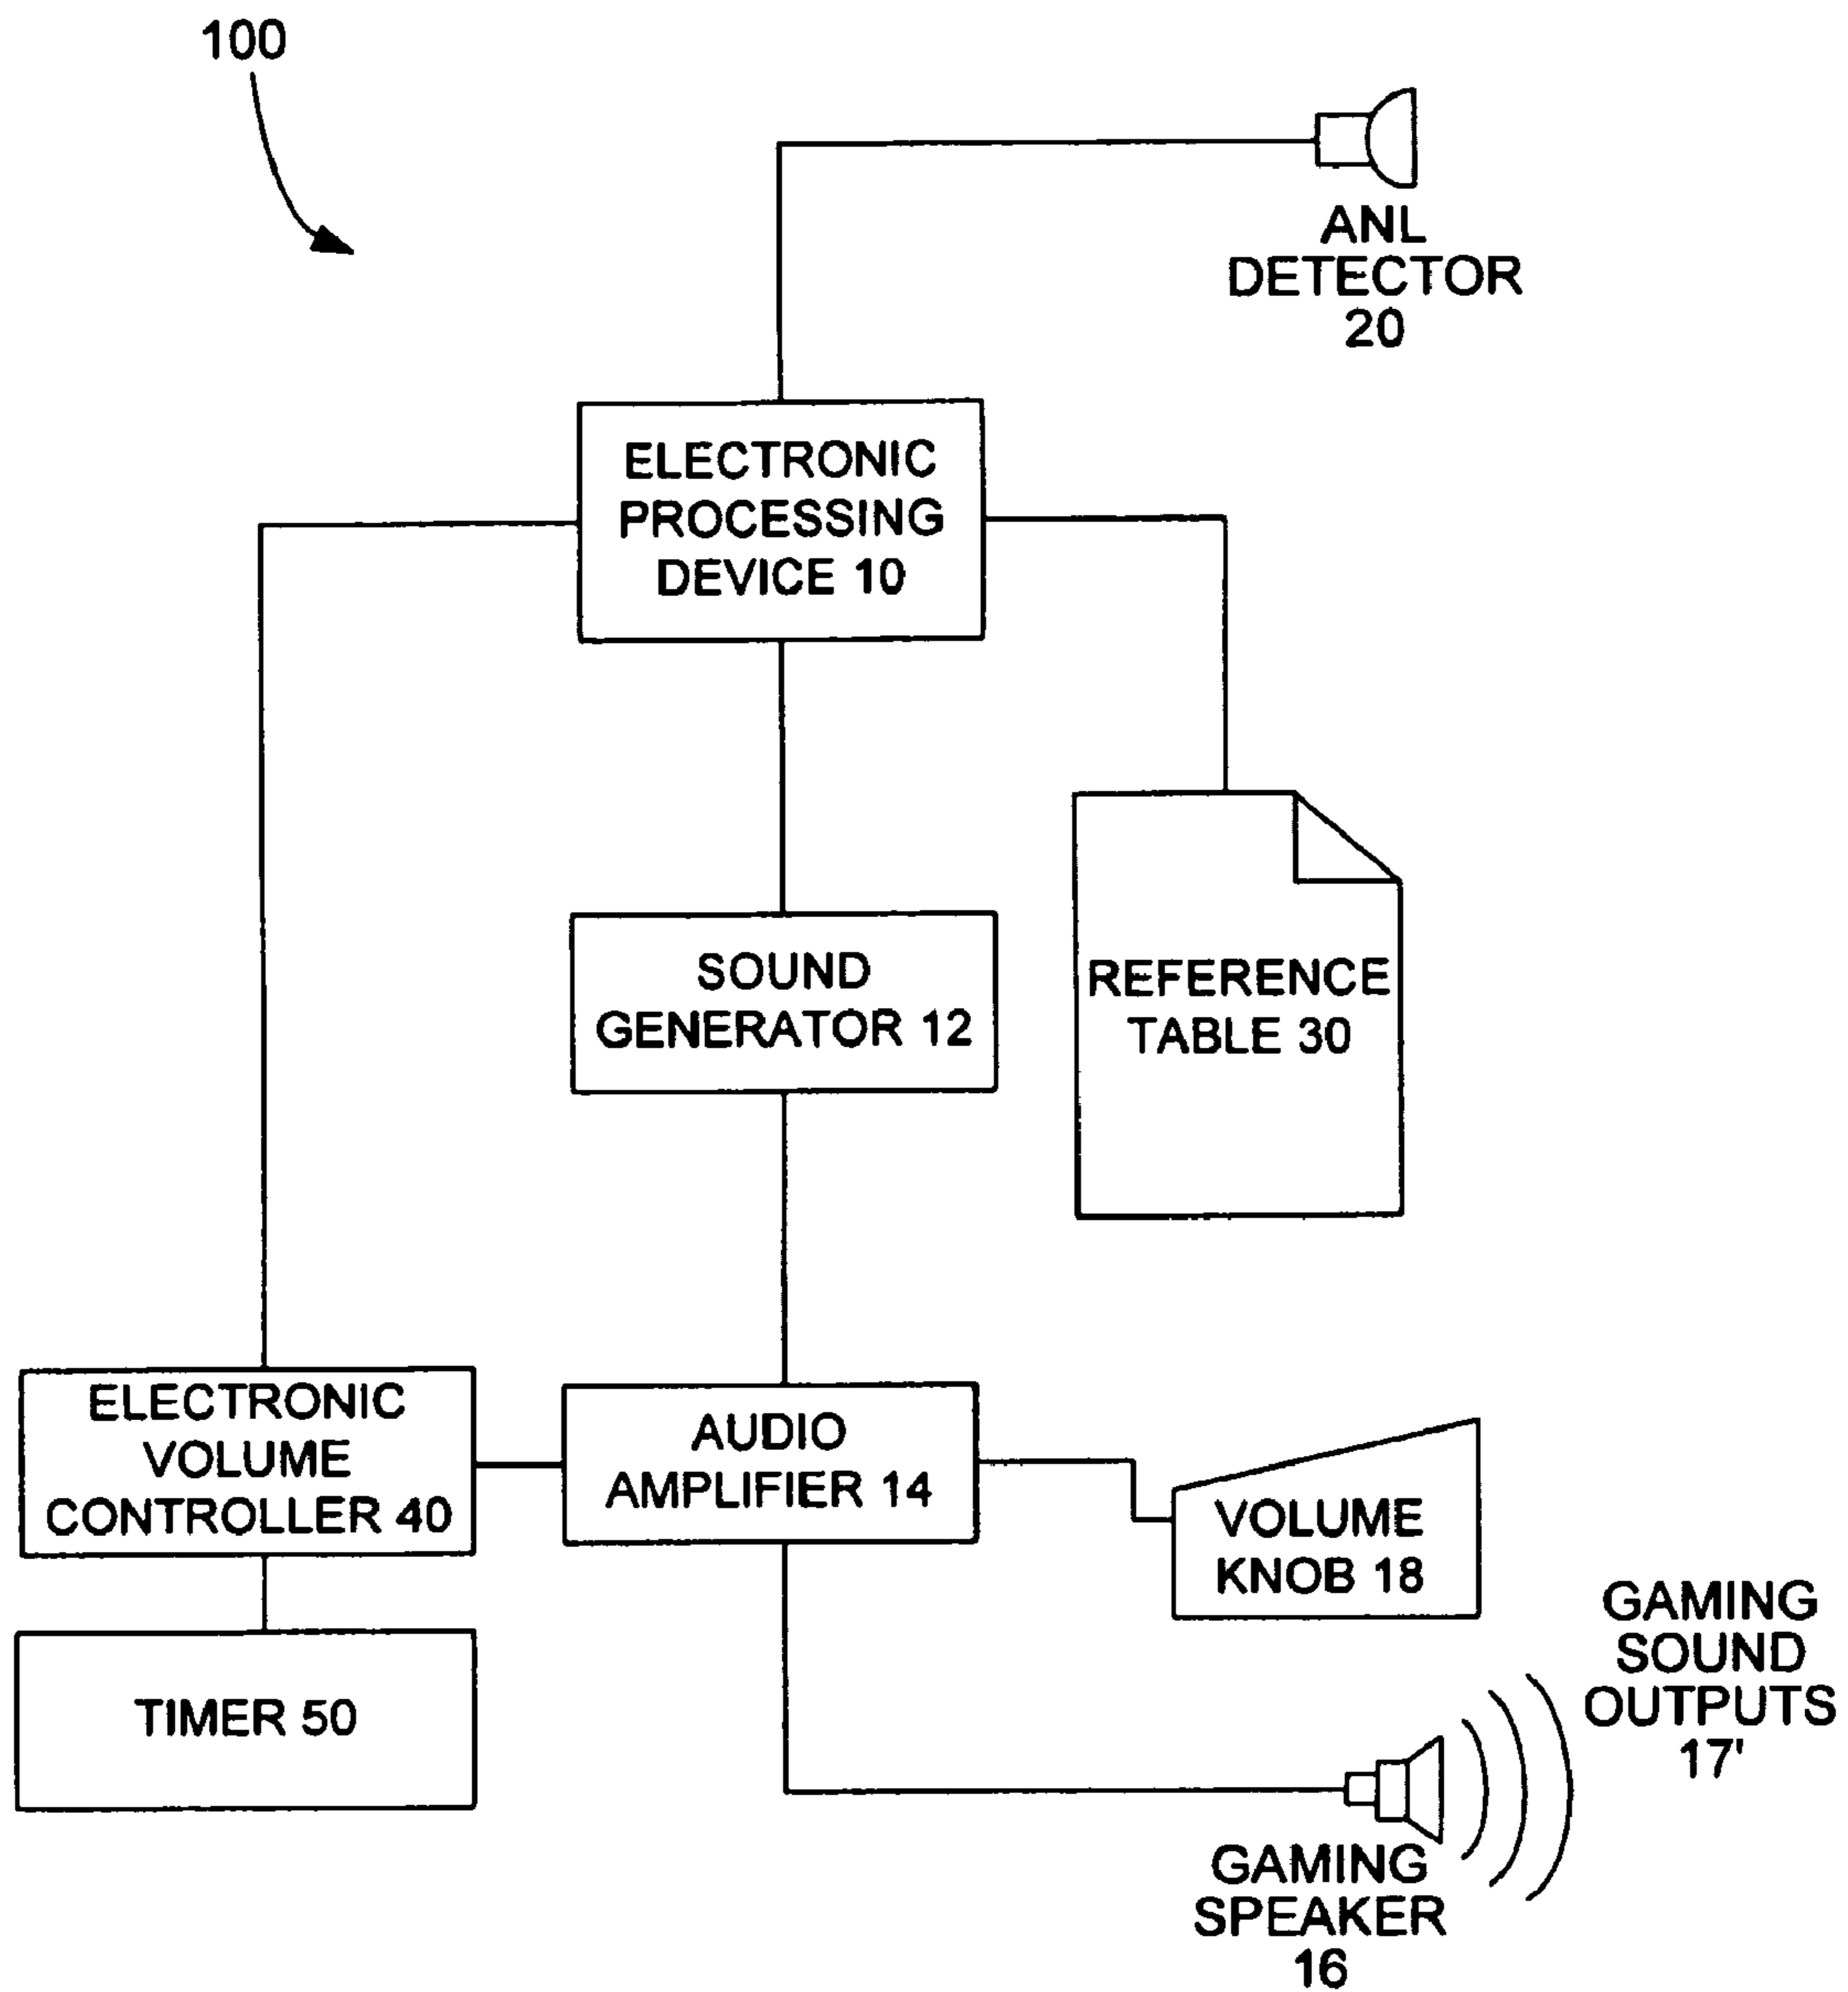 100
ANL
DETECTOR
20
ELECTRONIC
PROCESSING
DEVICE 10
SOUND
GENERATOR 12
REFERENCE
TABLE 30
ELECTRONIC
VOLUME
CONTROLLER 40
AUDIO
AMPLIFIER 14
VOLUME
KNOB 18
TIMER 50
GAMING
SOUND
OUTPUTS
17'
GAMING
SPEAKER
16